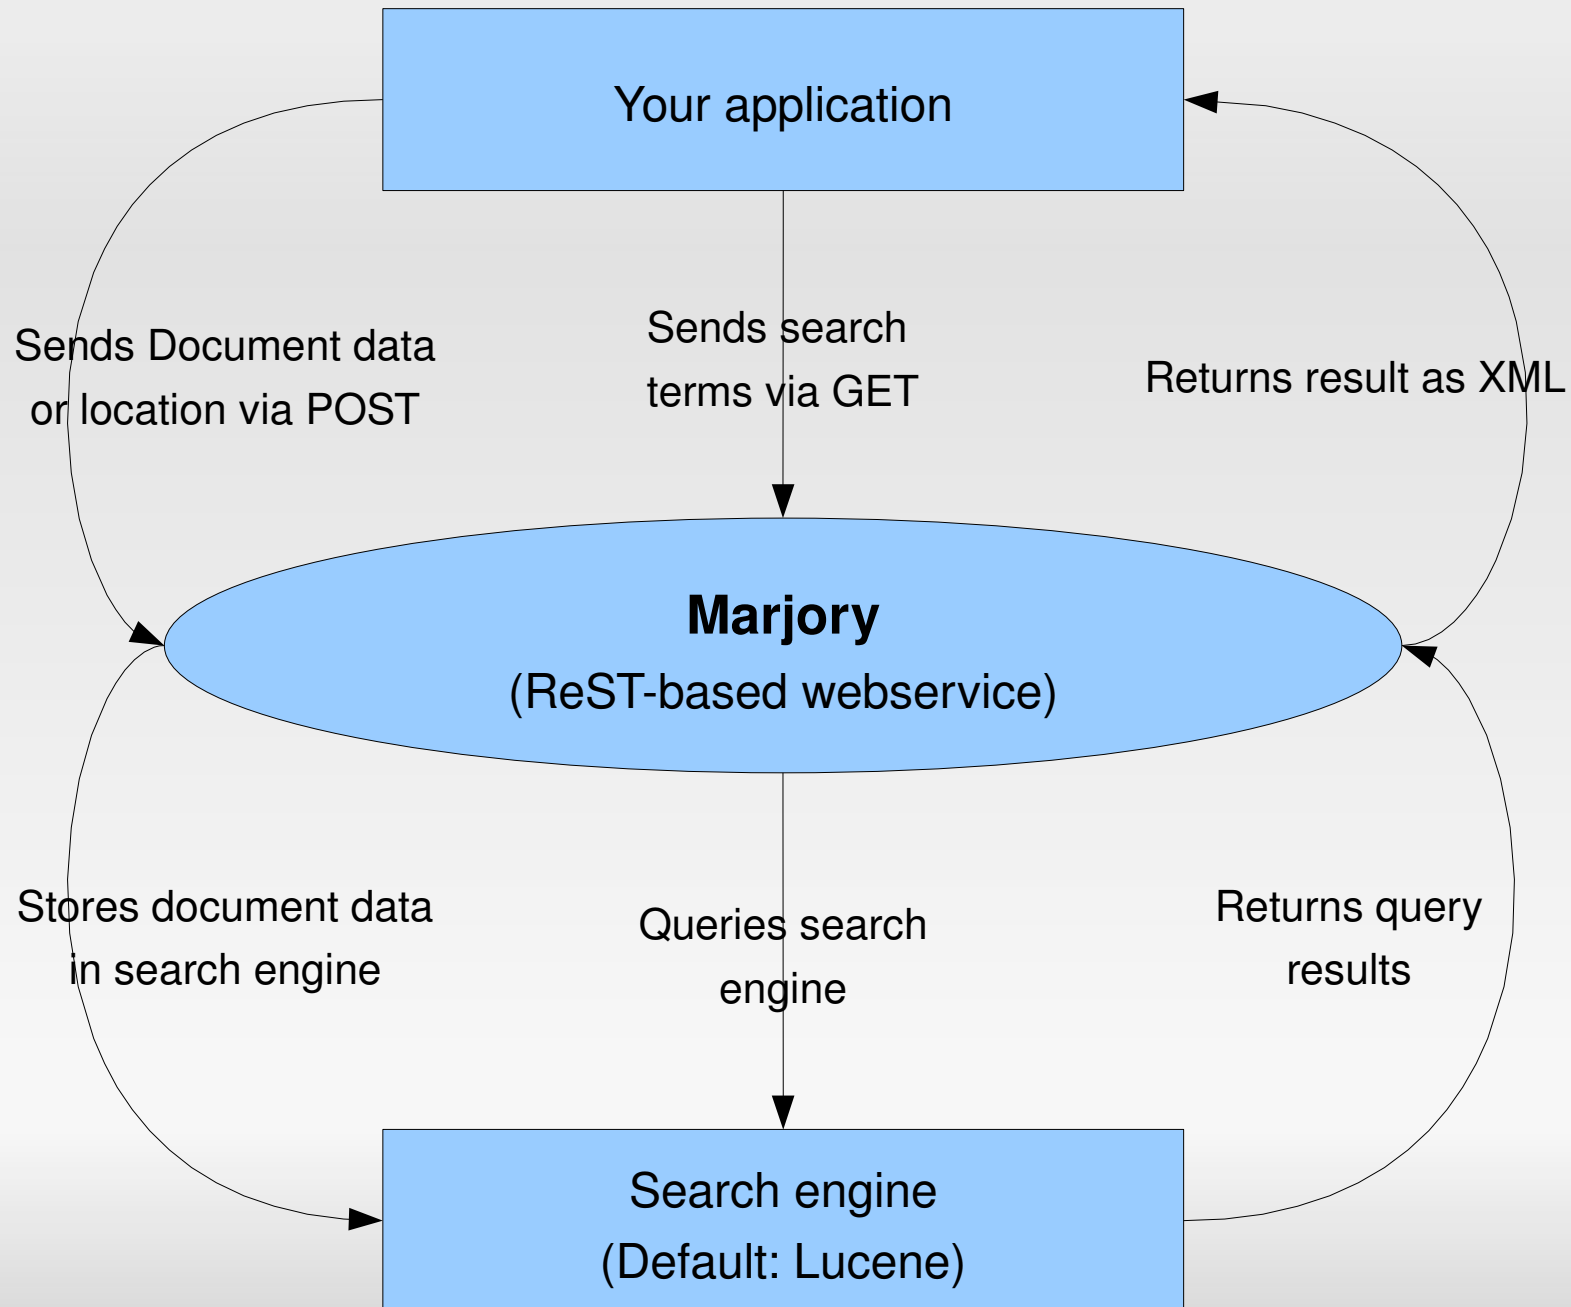 Your application
Sends Document data
or location via POST
Sends search
terms via GET
Returns result as XML
Marjory
(ReST-based webservice)
Stores document data
in search engine
Queries search
engine
Returns query
results
Search engine
(Default: Lucene)